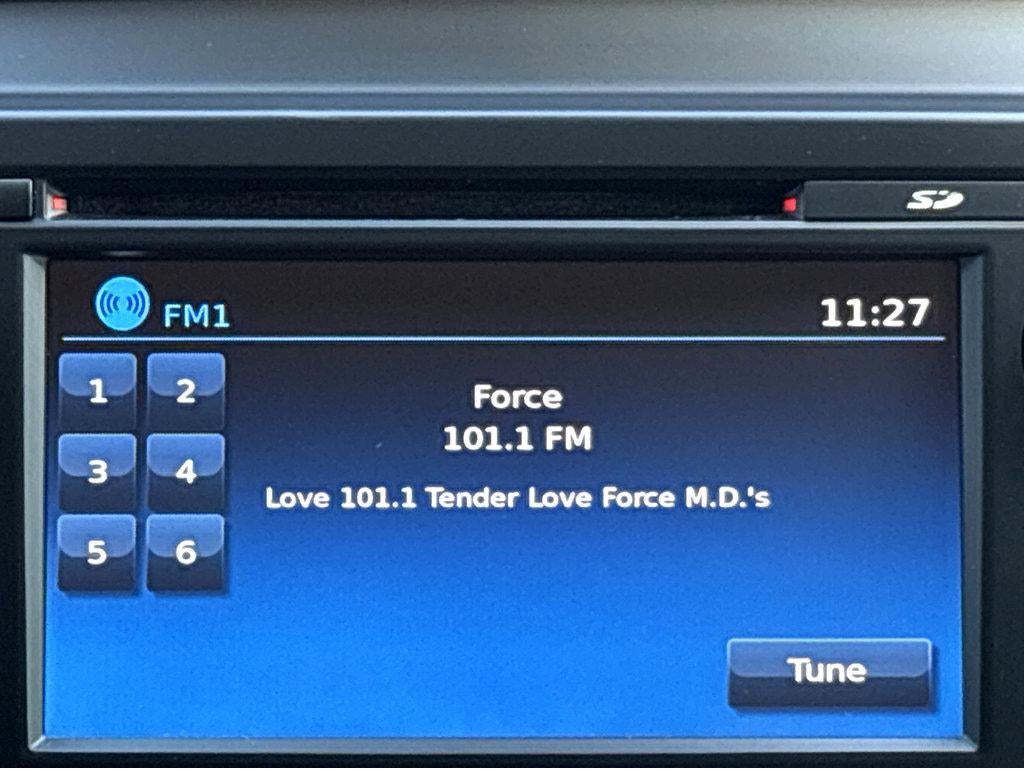 SD
FM1
11:27
1 2
Force
101.1 FM
3 4
Love 101.1 Tender Love Force M.D.'s
5 6
Tune